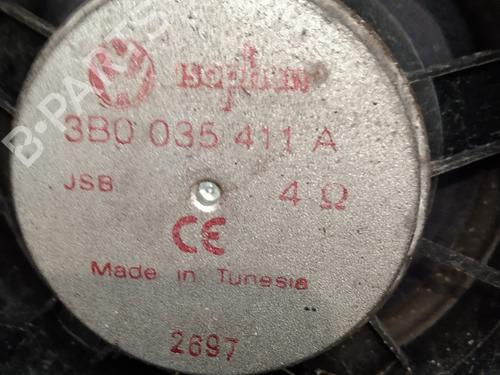 3B0 035 411 A
JSB 4 Ω
CE
Made in Tunesia
2697
B-PARTS